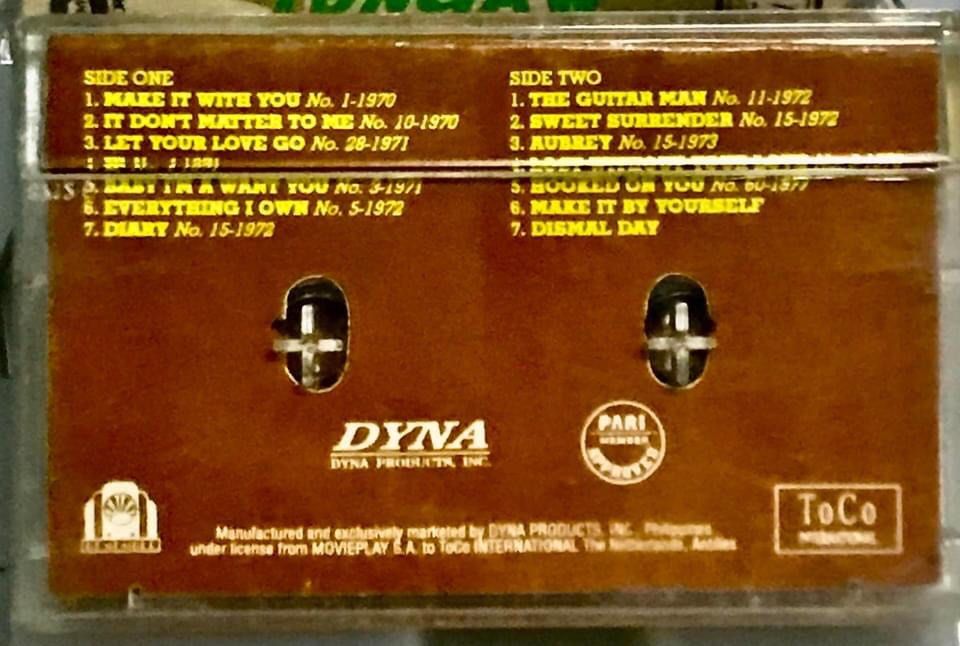 SIDE ONE
1. MAKE IT WITH YOU No. 1-1970
2. IT DON'T MATTER TO ME No. 10-1970
3. LET YOUR LOVE GO No. 28-1971
5. BABY I'M A WANT YOU No. 3-1971
6. EVERYTHING I OWN No. 5-1972
7. DIARY No. 15-1972
SIDE TWO
1. THE GUITAR MAN No. 11-1972
2. SWEET SURRENDER No. 15-1972
3. AUBREY No. 15-1973
5. HOOKED ON YOU No. 60-1977
6. MAKE IT BY YOURSELF
7. DISMAL DAY
DYNA
DYNA PRODUCTS, INC.
PARI
MEMBER
APPROVED
ToCo
INTERNATIONAL
Manufactured and exclusively marketed by DYNA PRODUCTS, INC. Philippines
under license from MOVIEPLAY S.A. to ToCo INTERNATIONAL The Netherlands, Antilles